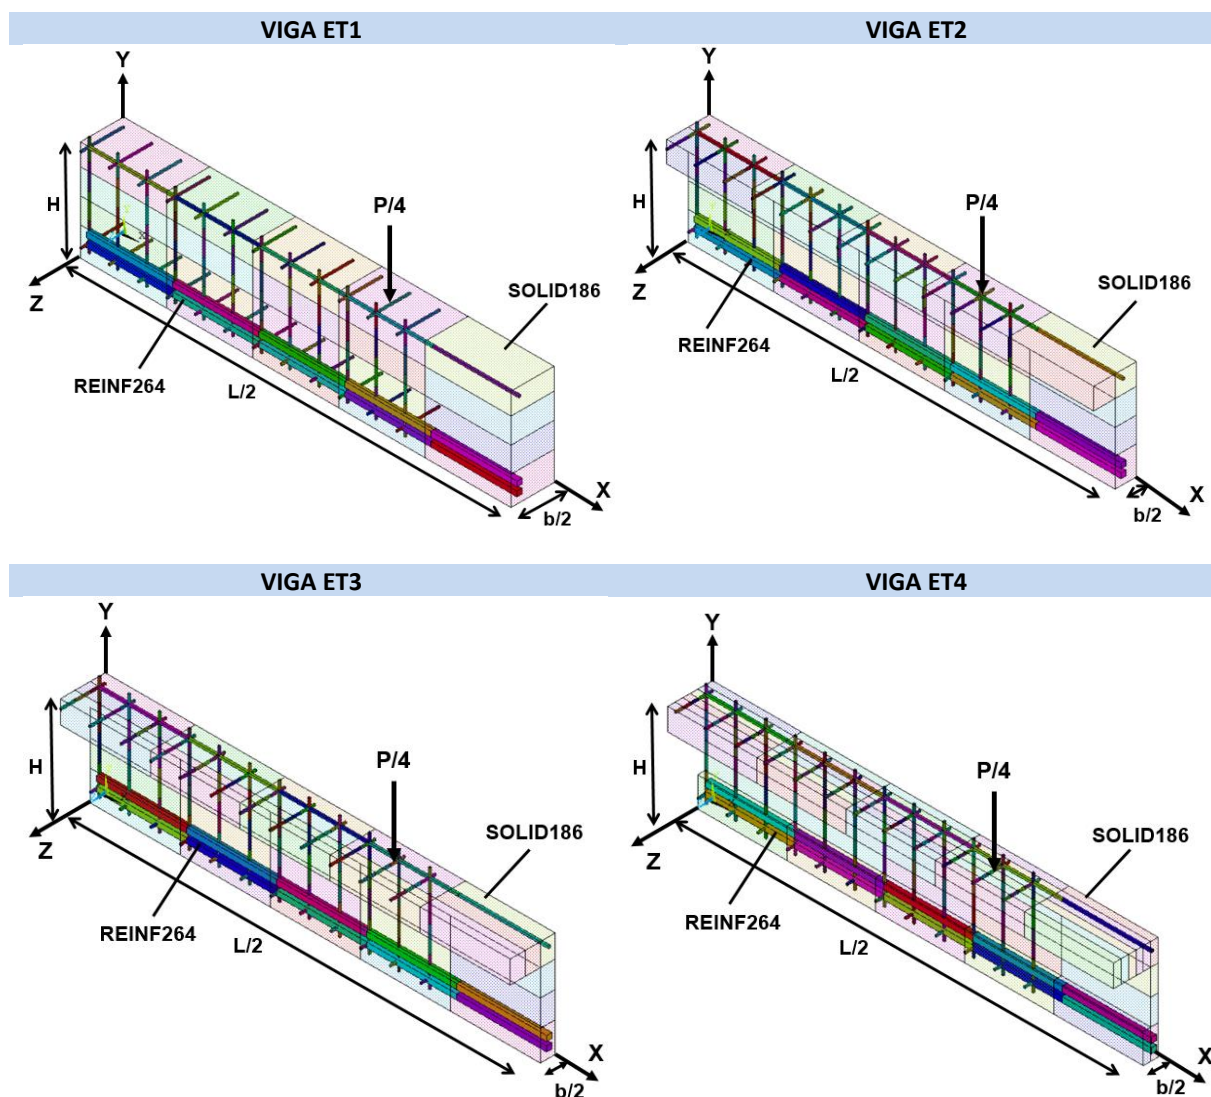 VIGA ET1
Y
H
P/4
Z
SOLID186
REINF264
L/2
X
b/2
VIGA ET2
Y
H
P/4
Z
SOLID186
REINF264
L/2
X
b/2
VIGA ET3
Y
H
P/4
Z
SOLID186
REINF264
L/2
X
b/2
VIGA ET4
Y
H
P/4
Z
SOLID186
REINF264
L/2
X
b/2